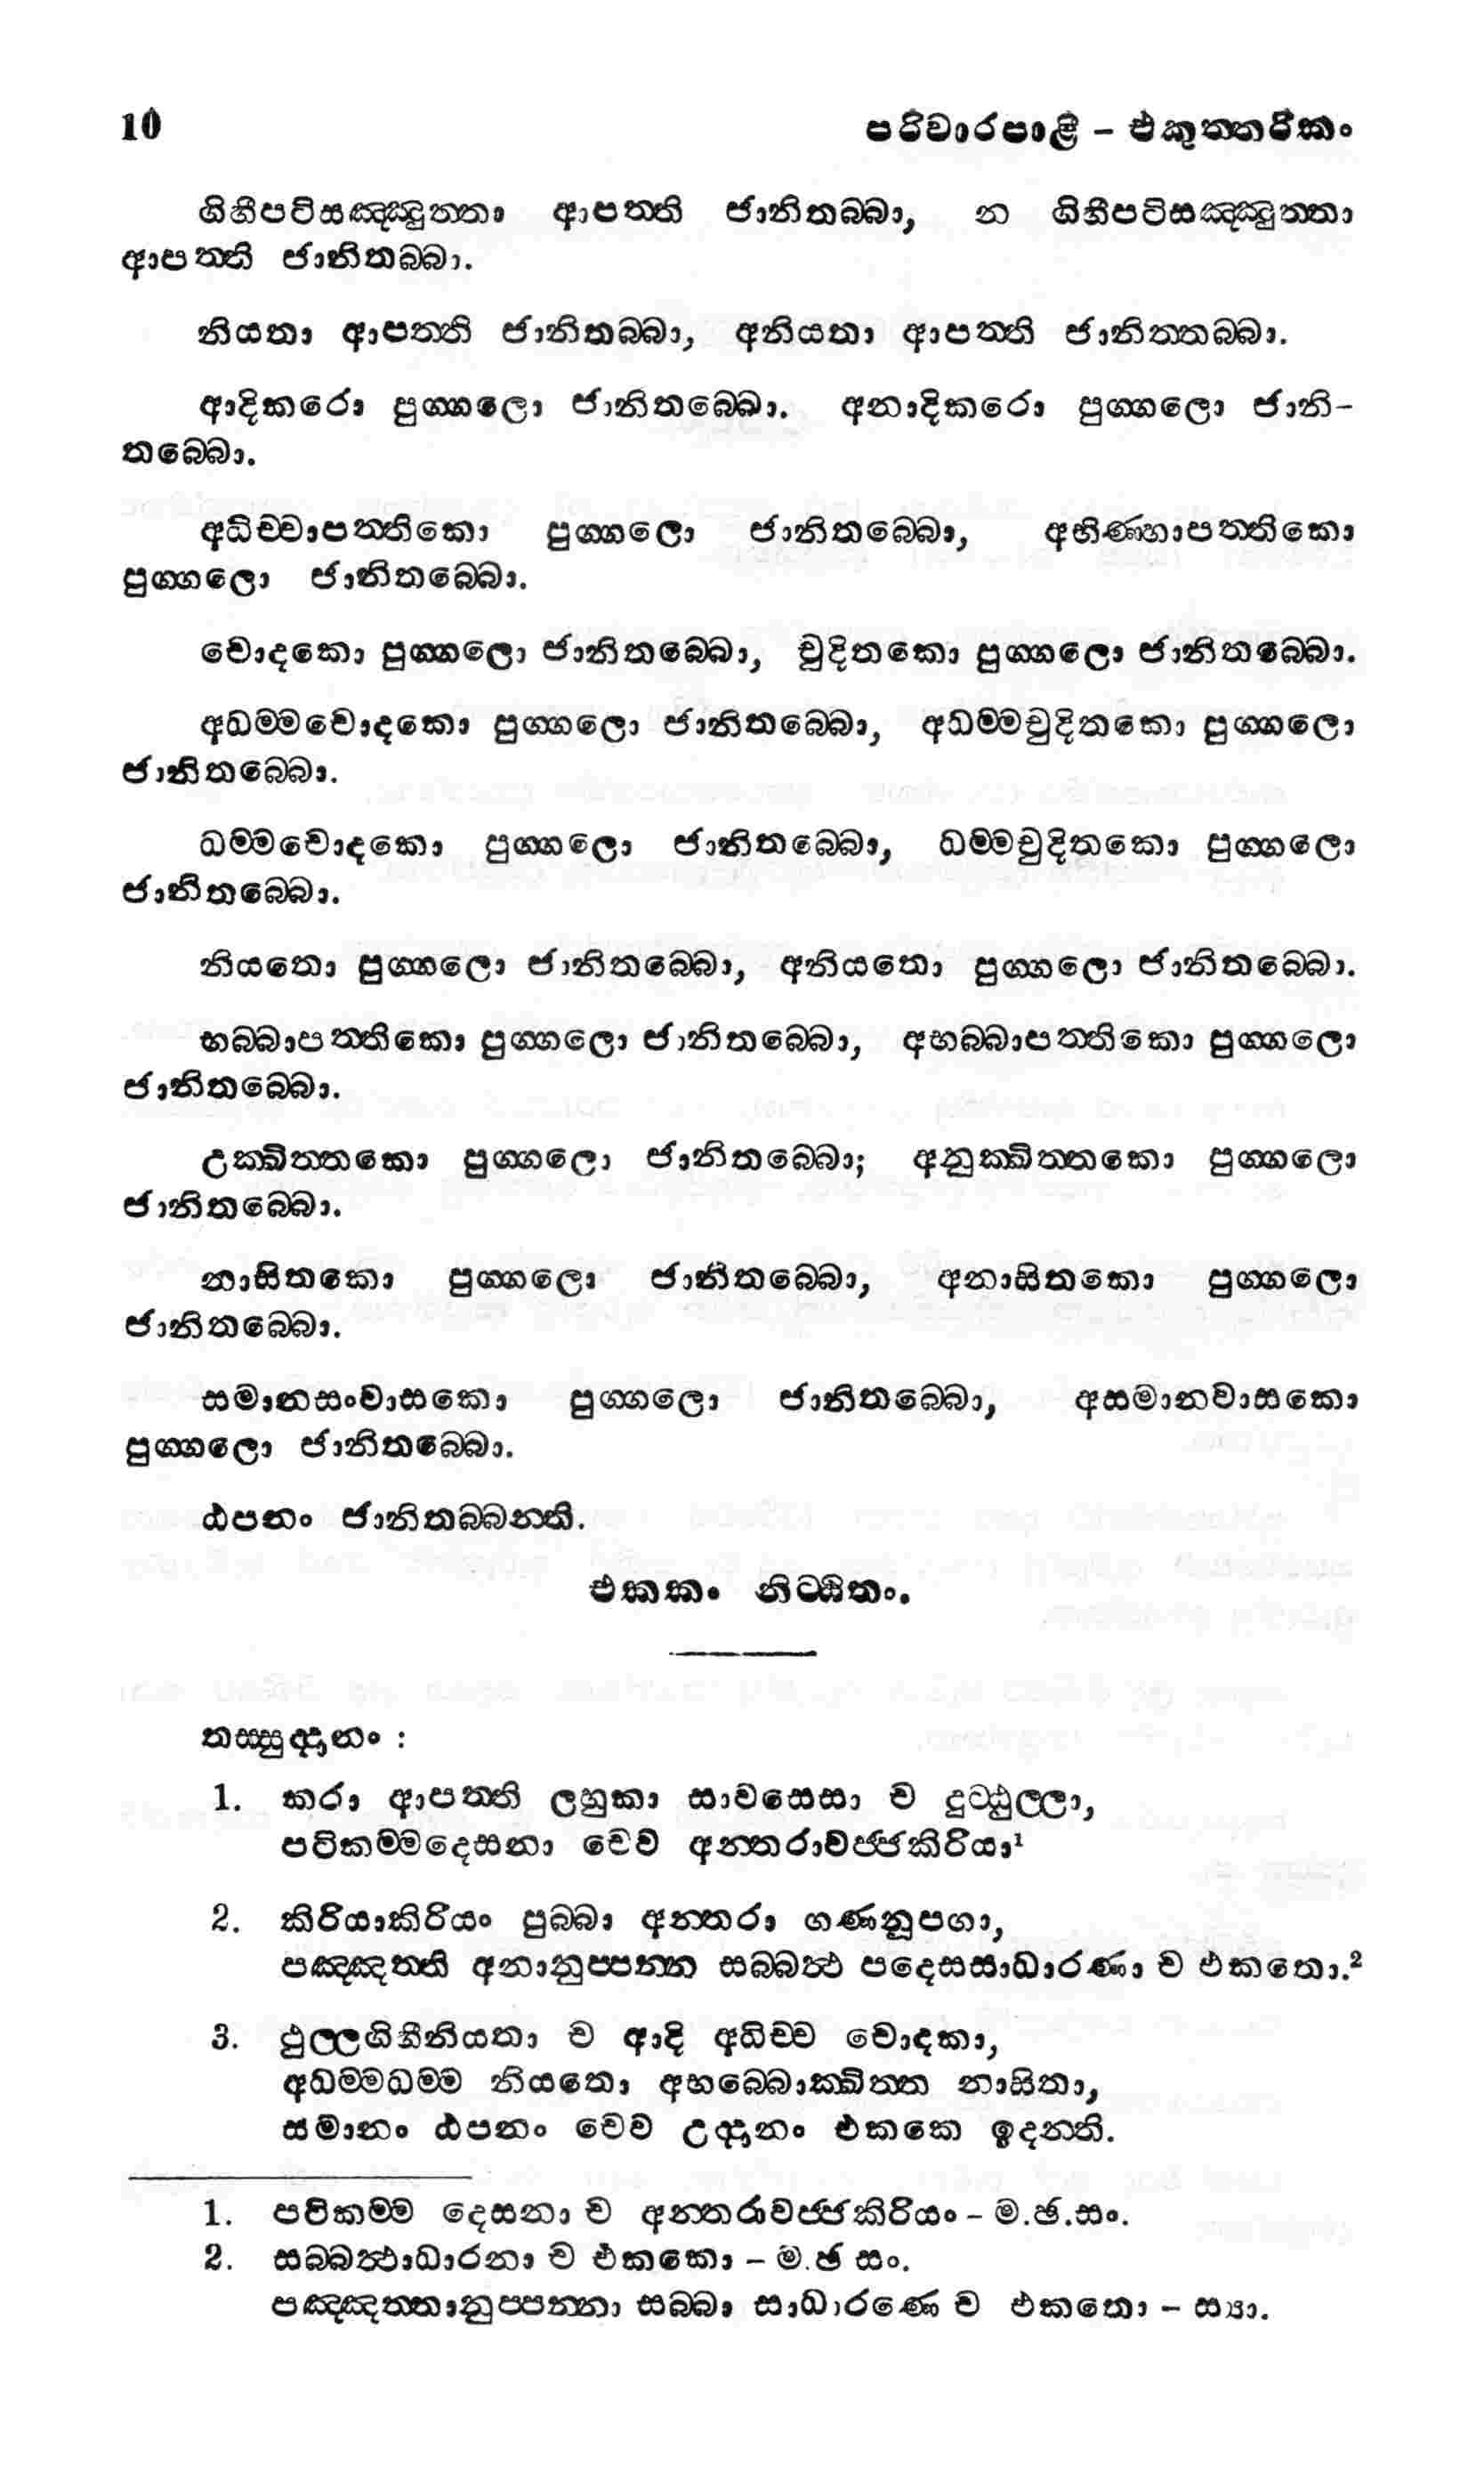 10 පරිවාරපාළි – එකුත්තරිකං
ගිහීපටිසඤ්ඤුත්තා ආපත්ති ජානිතබ්බා, න ගිහීපටිසඤ්ඤුත්තා
ආපත්ති ජානිතබ්බා.
නියතා ආපත්ති ජානිතබ්බා, අනියතා ආපත්ති ජානිත්තබ්බා.
ආදිකරො පුග්ගලො ජානිතබ්බො. අනාදිකරො පුග්ගලො ජානි-
තබ්බො.
අධිච්චාපත්තිකො පුග්ගලො ජානිතබ්බො, අභිණ්හාපත්තිකො
පුග්ගලො ජානිතබ්බො.
චොදකො පුග්ගලො ජානිතබ්බො, චුදිතකො පුග්ගලො ජානිතබ්බො.
අධම්මචොදකො පුග්ගලො ජානිතබ්බො, අධම්මචුදිතකො පුග්ගලො
ජානිතබ්බො.
ධම්මචොදකො පුග්ගලො ජානිතබ්බො, ධම්මචුදිතකො පුග්ගලො
ජානිතබ්බො.
නියතො පුග්ගලො ජානිතබ්බො, අනියතො පුග්ගලො ජානිතබ්බො.
භබ්බාපත්තිකො පුග්ගලො ජානිතබ්බො, අභබ්බාපත්තිකො පුග්ගලො
ජානිතබ්බො.
උක්ඛිත්තකො පුග්ගලො ජානිතබ්බො; අනුක්ඛිත්තකො පුග්ගලො
ජානිතබ්බො.
නාසිතකො පුග්ගලො ජානිතබ්බො, අනාසිතකො පුග්ගලො
ජානිතබ්බො.
සමානසංවාසකො පුග්ගලො ජානිතබ්බො, අසමානවාසකො
පුග්ගලො ජානිතබ්බො.
ඨපනං ජානිතබ්බන්ති.
එකකං නිට්ඨිතං.
තස්සුද්දානං :
1. කරා ආපත්ති ලහුකා සාවසෙසා ච දුට්ඨුල්ලා,
පටිකම්මදෙසනා චෙව අන්තරාවජ්ජකිරියා¹
2. කිරියාකිරියං පුබ්බා අන්තරා ගණනූපගා,
පඤ්ඤත්ති අනානුප්පන්න සබ්බත්ථ පදෙසසාධාරණා ච එකතො.²
3. ථුල්ලගිහීනියතා ච ආදි අධිච්ච චොදකා,
අධම්මධම්ම නියතො අභබ්බොක්ඛිත්ත නාසිතා,
සමානං ඨපනං චෙව උද්දානං එකකෙ ඉදන්ති.
1. පටිකම්ම දෙසනා ච අන්තරාවජ්ජකිරියං – ම.ඡ.සං.
2. සබ්බත්ථාධාරනා ච එකකො – ම.ඡ සං.
පඤ්ඤත්තානුප්පන්නා සබ්බා සාධාරණෙ ච එකතො – ස්‍යා.